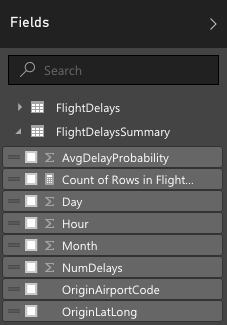 Fields
Search
FlightDelays
FlightDelaysSummary
AvgDelayProbability
Count of Rows in Flight...
Day
Hour
Month
NumDelays
OriginAirportCode
OriginLatLong